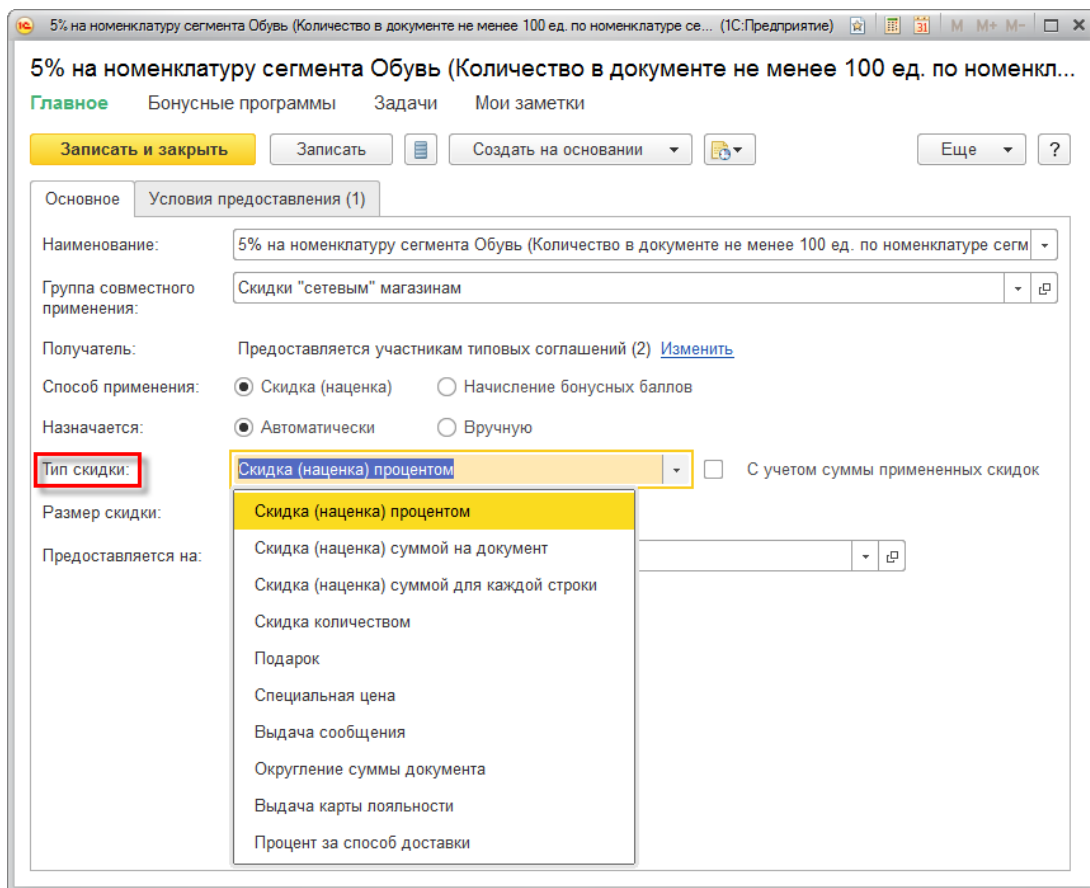 5% на номенклатуру сегмента Обувь (Количество в документе не менее 100 ед. по номенклатуре се... (1С:Предприятие) 31 M M+ M-
5% на номенклатуру сегмента Обувь (Количество в документе не менее 100 ед. по номенкл...
Главное Бонусные программы Задачи Мои заметки
Записать и закрыть Записать Создать на основании Еще ?
Основное Условия предоставления (1)
Наименование: 5% на номенклатуру сегмента Обувь (Количество в документе не менее 100 ед. по номенклатуре сегм
Группа совместного применения: Скидки "сетевым" магазинам
Получатель: Предоставляется участникам типовых соглашений (2) Изменить
Способ применения: Скидка (наценка) Начисление бонусных баллов
Назначается: Автоматически Вручную
Тип скидки: Скидка (наценка) процентом С учетом суммы примененных скидок
Размер скидки: Скидка (наценка) процентом
Предоставляется на: Скидка (наценка) суммой на документ
Скидка (наценка) суммой для каждой строки
Скидка количеством
Подарок
Специальная цена
Выдача сообщения
Округление суммы документа
Выдача карты лояльности
Процент за способ доставки